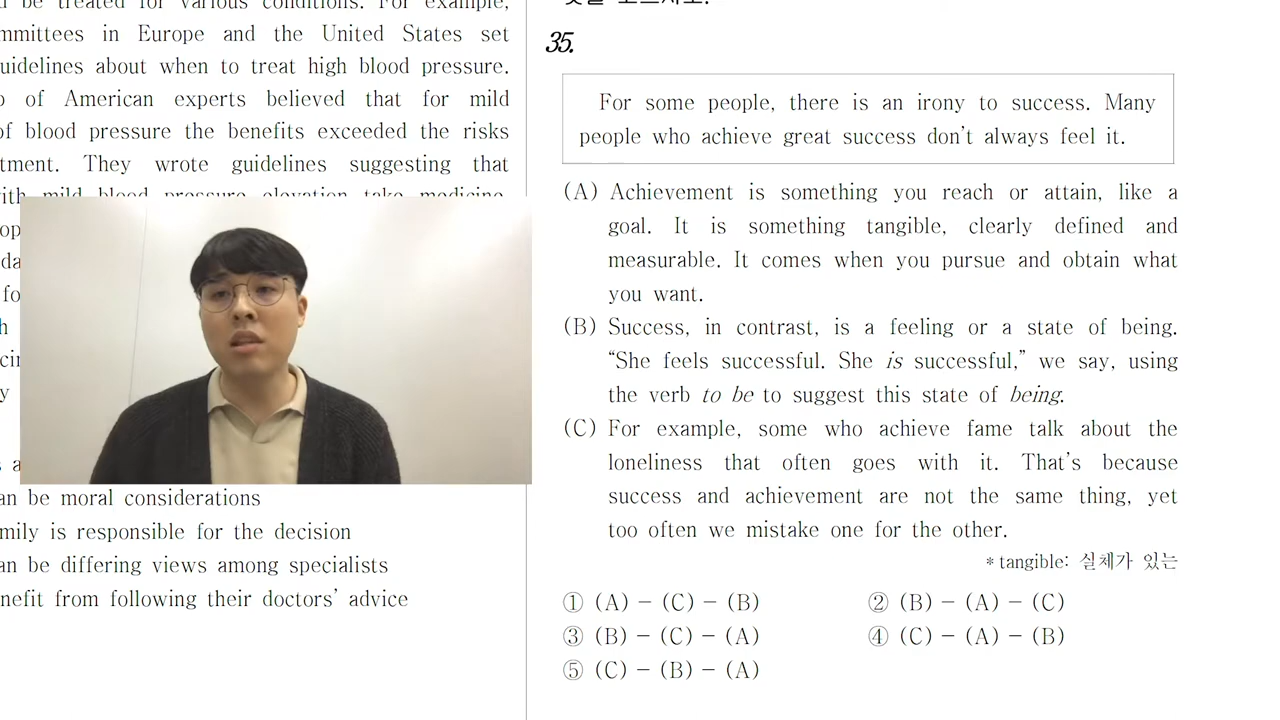 be treated for various conditions. For example,
in Europe and the United States set
about when to treat high blood pressure.
of American experts believed that for mild
of blood pressure the benefits exceeded the risks
They wrote guidelines suggesting that
mild blood pressure elevation take medicine.
be moral considerations
is responsible for the decision
be differing views among specialists
from following their doctors' advice
35.
For some people, there is an irony to success. Many
people who achieve great success don't always feel it.
(A) Achievement is something you reach or attain, like a
goal. It is something tangible, clearly defined and
measurable. It comes when you pursue and obtain what
you want.
(B) Success, in contrast, is a feeling or a state of being.
“She feels successful. She is successful,” we say, using
the verb to be to suggest this state of being.
(C) For example, some who achieve fame talk about the
loneliness that often goes with it. That's because
success and achievement are not the same thing, yet
too often we mistake one for the other.
* tangible: 실체가 있는
① (A) - (C) - (B)
② (B) - (A) - (C)
③ (B) - (C) - (A)
④ (C) - (A) - (B)
⑤ (C) - (B) - (A)